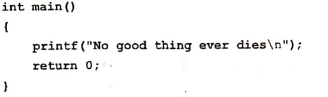 int main()
{
    printf("No good thing ever dies\n");
    return 0;
}